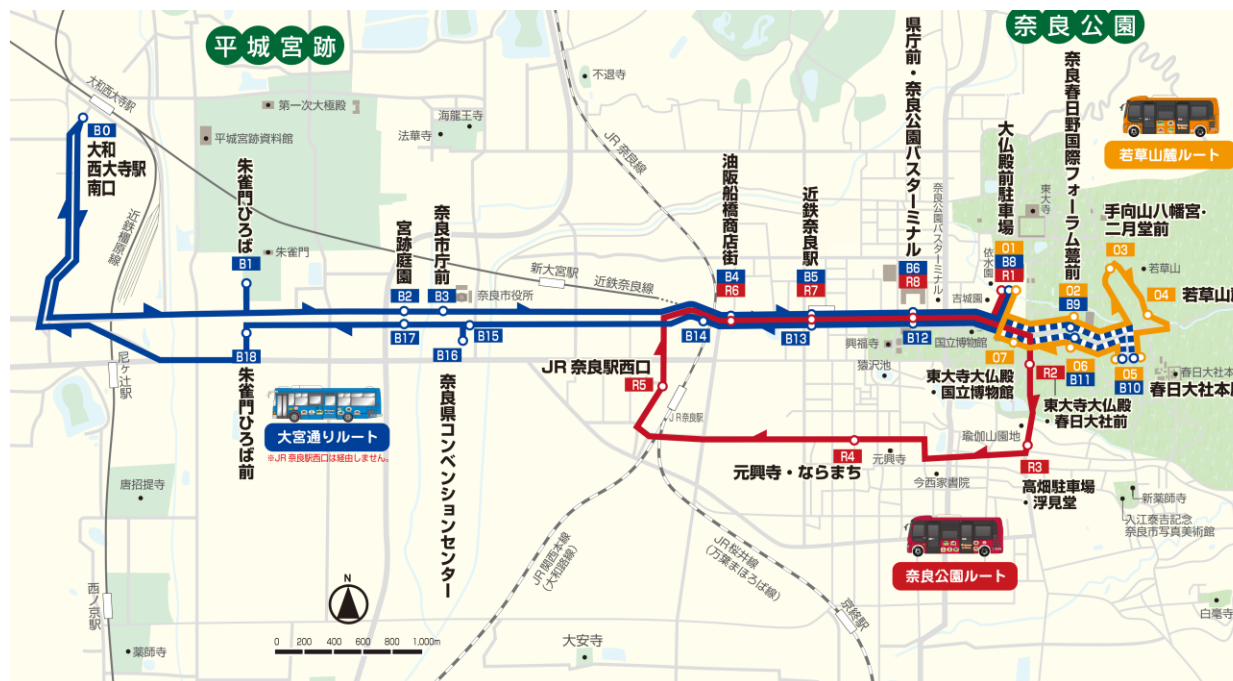 平城宮跡
奈良公園
大和西大寺駅
B0
大和
西大寺駅
南口
第一次大極殿
平城宮跡資料館
海龍王寺
法華寺
不退寺
JR 奈良線
近鉄橿原線
朱雀門ひろば
B1
朱雀門
宮跡庭園
B2
奈良市庁前
B3
奈良市役所
新大宮駅
近鉄奈良線
油阪船橋商店街
B4
R6
近鉄奈良駅
B5
R7
県庁前・奈良公園バスターミナル
B6
R8
奈良公園バスターミナル
大仏殿前駐車場
O1
B8
R1
依水園
吉城園
東大寺
奈良春日野国際フォーラム甍前
O2
B9
若草山麓ルート
手向山八幡宮・
二月堂前
O3
若草山
O4
若草山麓
B17
B18
朱雀門ひろば前
B16
B15
奈良県コンベンションセンター
B14
B13
B12
興福寺
国立博物館
猿沢池
O7
東大寺大仏殿
・国立博物館
R2
東大寺大仏殿
・春日大社前
O6
B11
O5
B10
春日大社本
春日大社本殿
尼ヶ辻駅
大宮通りルート
※JR 奈良駅西口は経由しません。
JR 奈良駅西口
R5
JR奈良駅
R4
元興寺・ならまち
元興寺
今西家書院
瑜伽山園地
R3
高畑駐車場
・浮見堂
新薬師寺
入江泰吉記念
奈良市写真美術館
奈良公園ルート
唐招提寺
西ノ京駅
薬師寺
N
0 200 400 600 800 1,000m
JR関西本線
(大和路線)
JR桜井線
(万葉まほろば線)
京終駅
大安寺
白毫寺